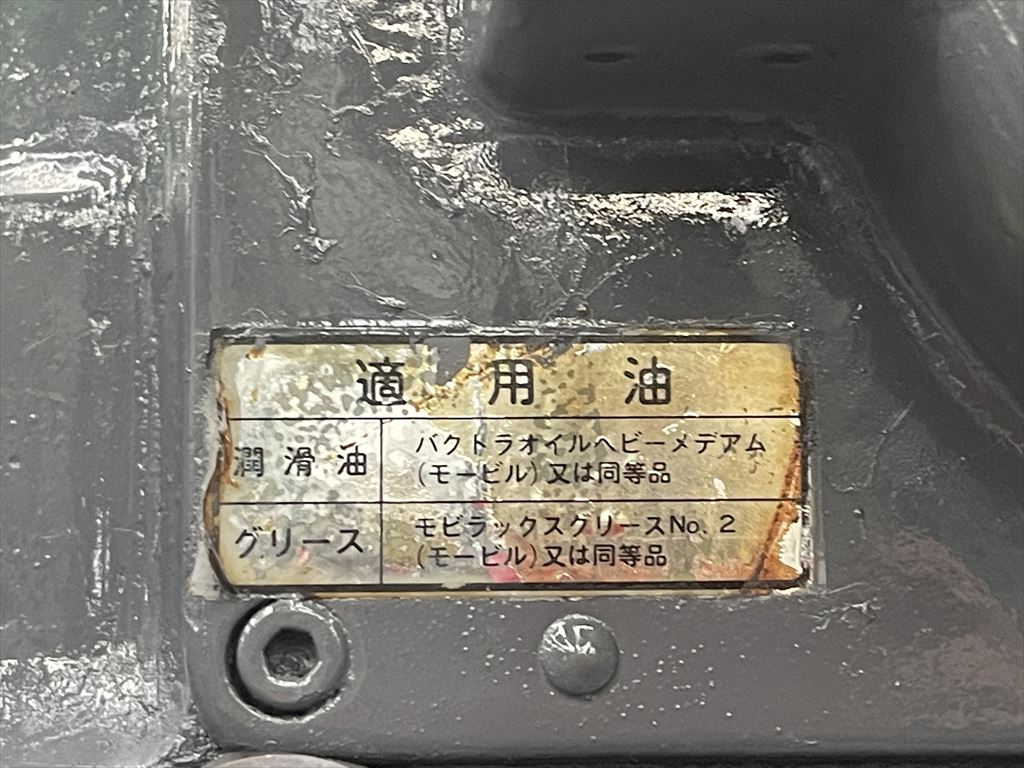 適用油
潤滑油
バクトラオイルヘビーメデアム
(モービル)又は同等品
グリース
モビラックスグリースNo. 2
(モービル)又は同等品